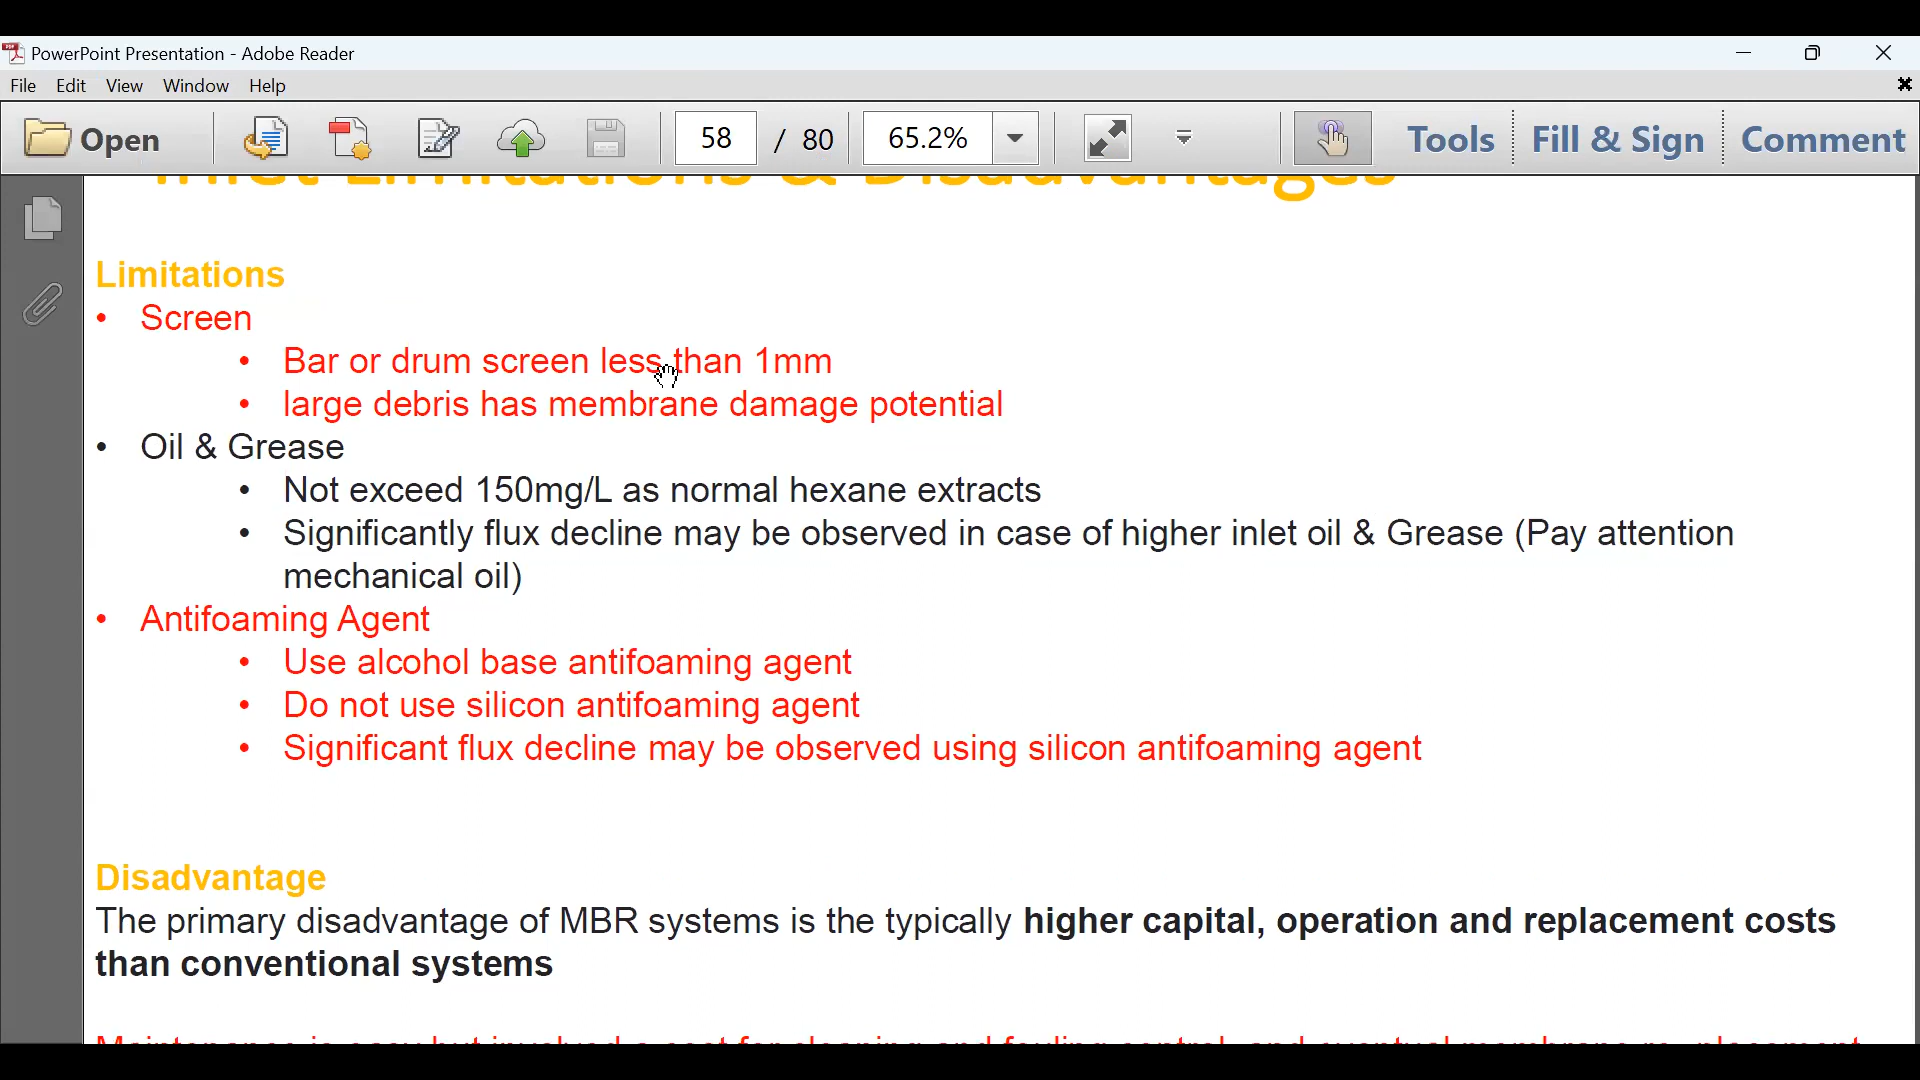 PowerPoint Presentation - Adobe Reader
File Edit View Window Help
Open 58 / 80 65.2% Tools Fill & Sign Comment
Inlet Limitations & Disadvantages
Limitations
• Screen
• Bar or drum screen less than 1mm
• large debris has membrane damage potential
• Oil & Grease
• Not exceed 150mg/L as normal hexane extracts
• Significantly flux decline may be observed in case of higher inlet oil & Grease (Pay attention
mechanical oil)
• Antifoaming Agent
• Use alcohol base antifoaming agent
• Do not use silicon antifoaming agent
• Significant flux decline may be observed using silicon antifoaming agent
Disadvantage
The primary disadvantage of MBR systems is the typically higher capital, operation and replacement costs
than conventional systems